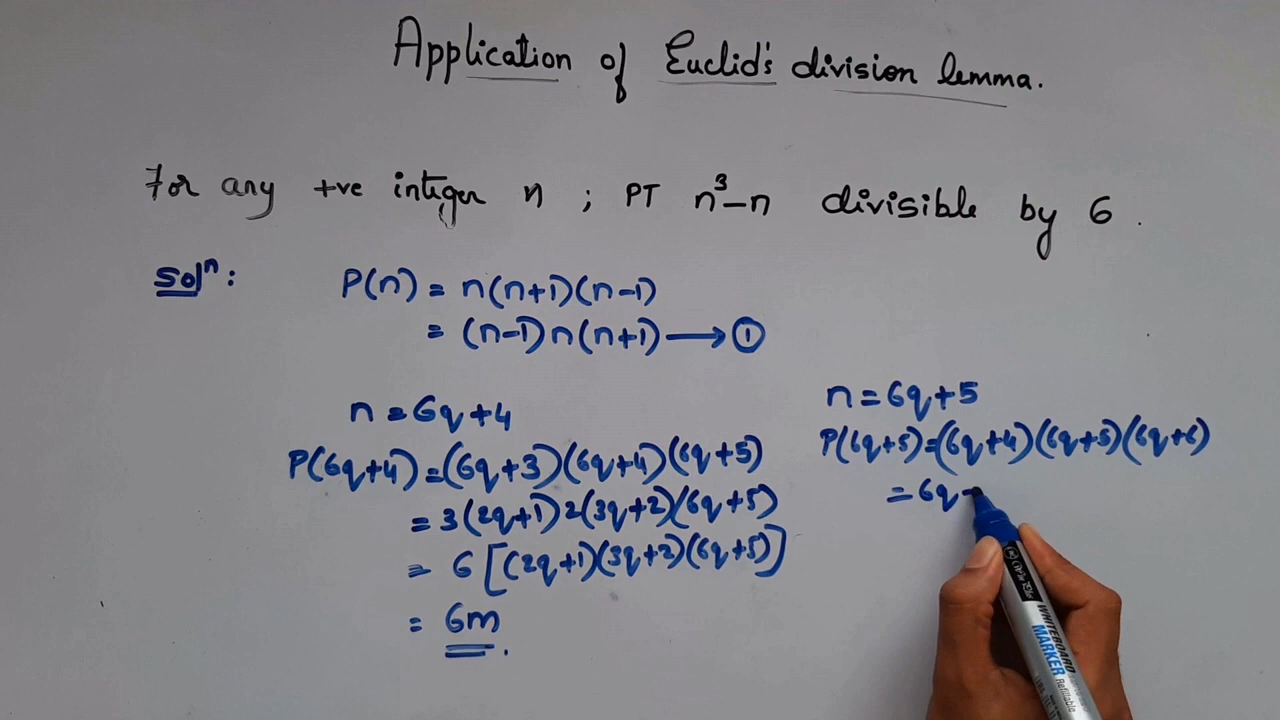 Application of Euclid's division lemma.
For any +ve integer n ; PT n³-n divisible by 6 .
Solⁿ :
P(n) = n(n+1)(n-1)
= (n-1)n(n+1) → ①
n = 6q+4
P(6q+4) = (6q+3)(6q+4)(6q+5)
= 3(2q+1)2(3q+2)(6q+5)
= 6[(2q+1)(3q+2)(6q+5)]
= 6m.
n = 6q+5
P(6q+5) = (6q+4)(6q+5)(6q+6)
= 6q
WHITEBOARD
MARKER Refillable